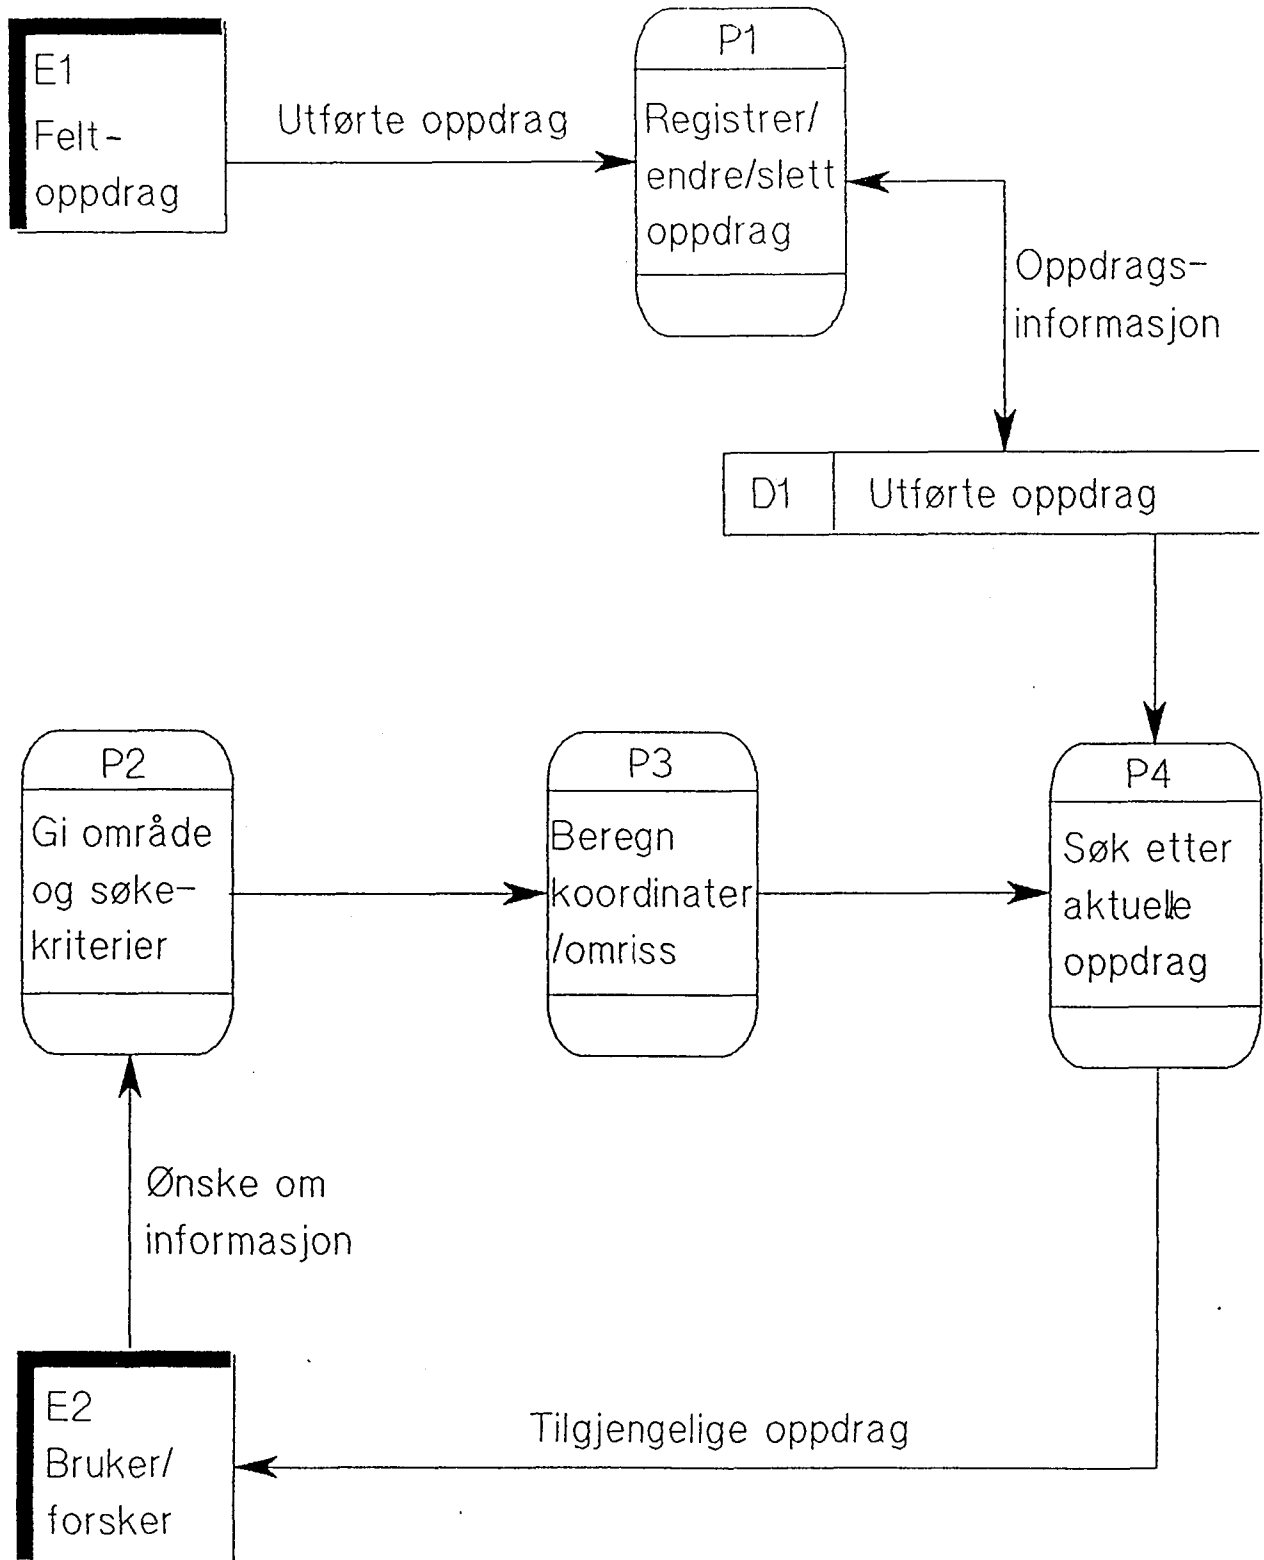 E1
Felt-
oppdrag
Utførte oppdrag
P1
Registrer/
endre/slett
oppdrag
Oppdrags-
informasjon
D1 Utførte oppdrag
P2
Gi område
og søke-
kriterier
P3
Beregn
koordinater
/omriss
P4
Søk etter
aktuelle
oppdrag
Ønske om
informasjon
E2
Bruker/
forsker
Tilgjengelige oppdrag